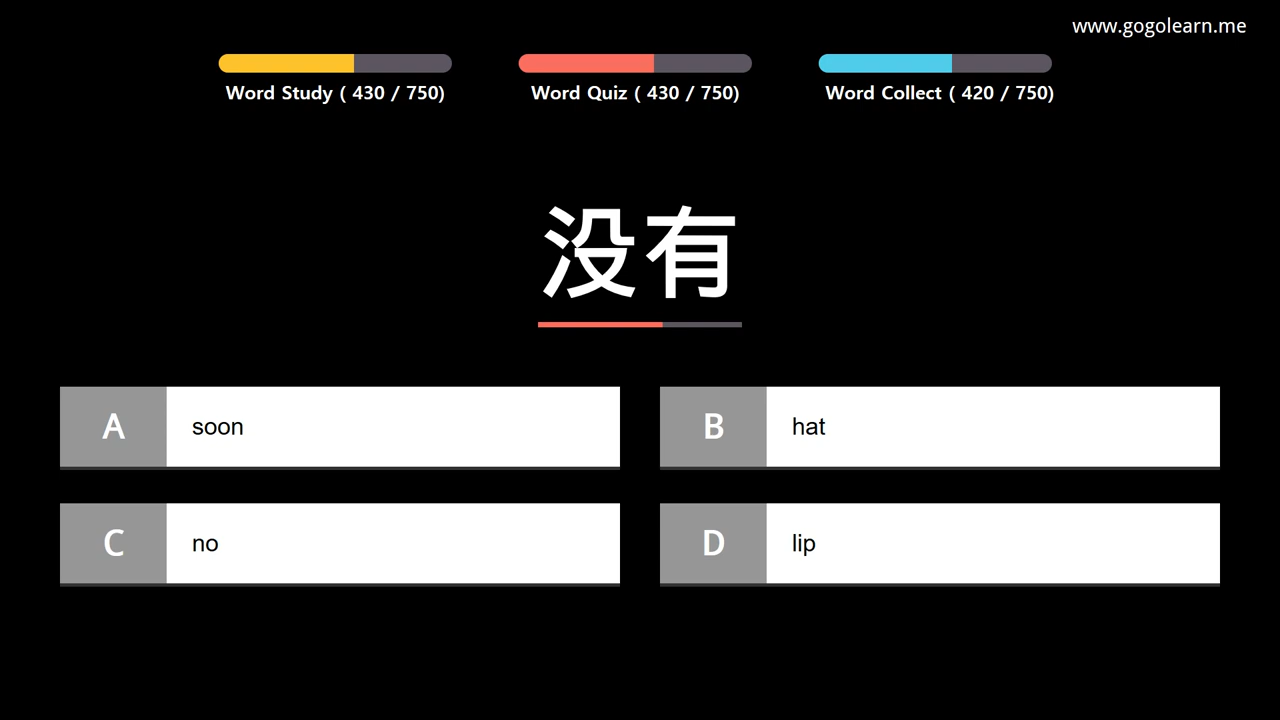 www.gogolearn.me
Word Study ( 430 / 750)
Word Quiz ( 430 / 750)
Word Collect ( 420 / 750)
没有
A soon
B hat
C no
D lip